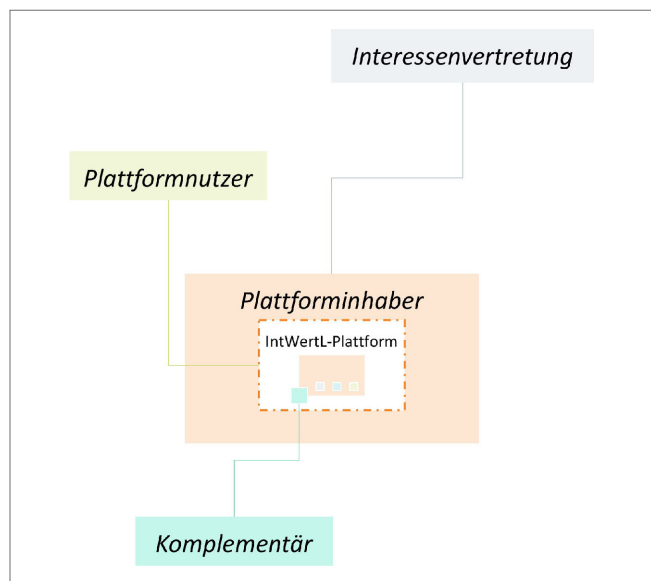 Interessenvertretung
Plattformnutzer
Plattforminhaber
IntWertL-Plattform
Komplementär